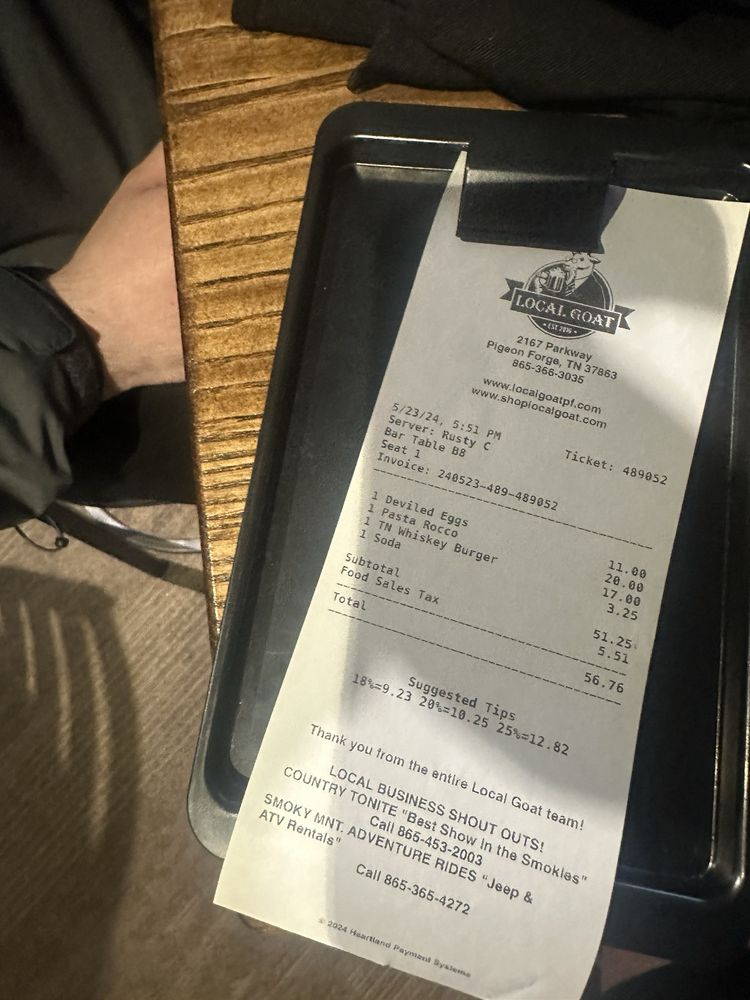 LOCAL GOAT
• EST. 2016 •
2167 Parkway
Pigeon Forge, TN 37863
865-366-3035
www.localgoatpf.com
www.shoplocalgoat.com
5/23/24, 5:51 PM
Server: Rusty C Ticket: 489052
Bar Table B8
Seat 1
Invoice: 240523-489-489052
1 Deviled Eggs 11.00
1 Pasta Rocco 20.00
1 TN Whiskey Burger 17.00
1 Soda 3.25
Subtotal 51.25
Food Sales Tax 5.51
Total 56.76
Suggested Tips
18%=9.23 20%=10.25 25%=12.82
Thank you from the entire Local Goat team!
LOCAL BUSINESS SHOUT OUTS!
COUNTRY TONITE "Best Show in the Smokies"
Call 865-453-2003
SMOKY MNT. ADVENTURE RIDES "Jeep &
ATV Rentals"
Call 865-365-4272
© 2024 Heartland Payment Systems